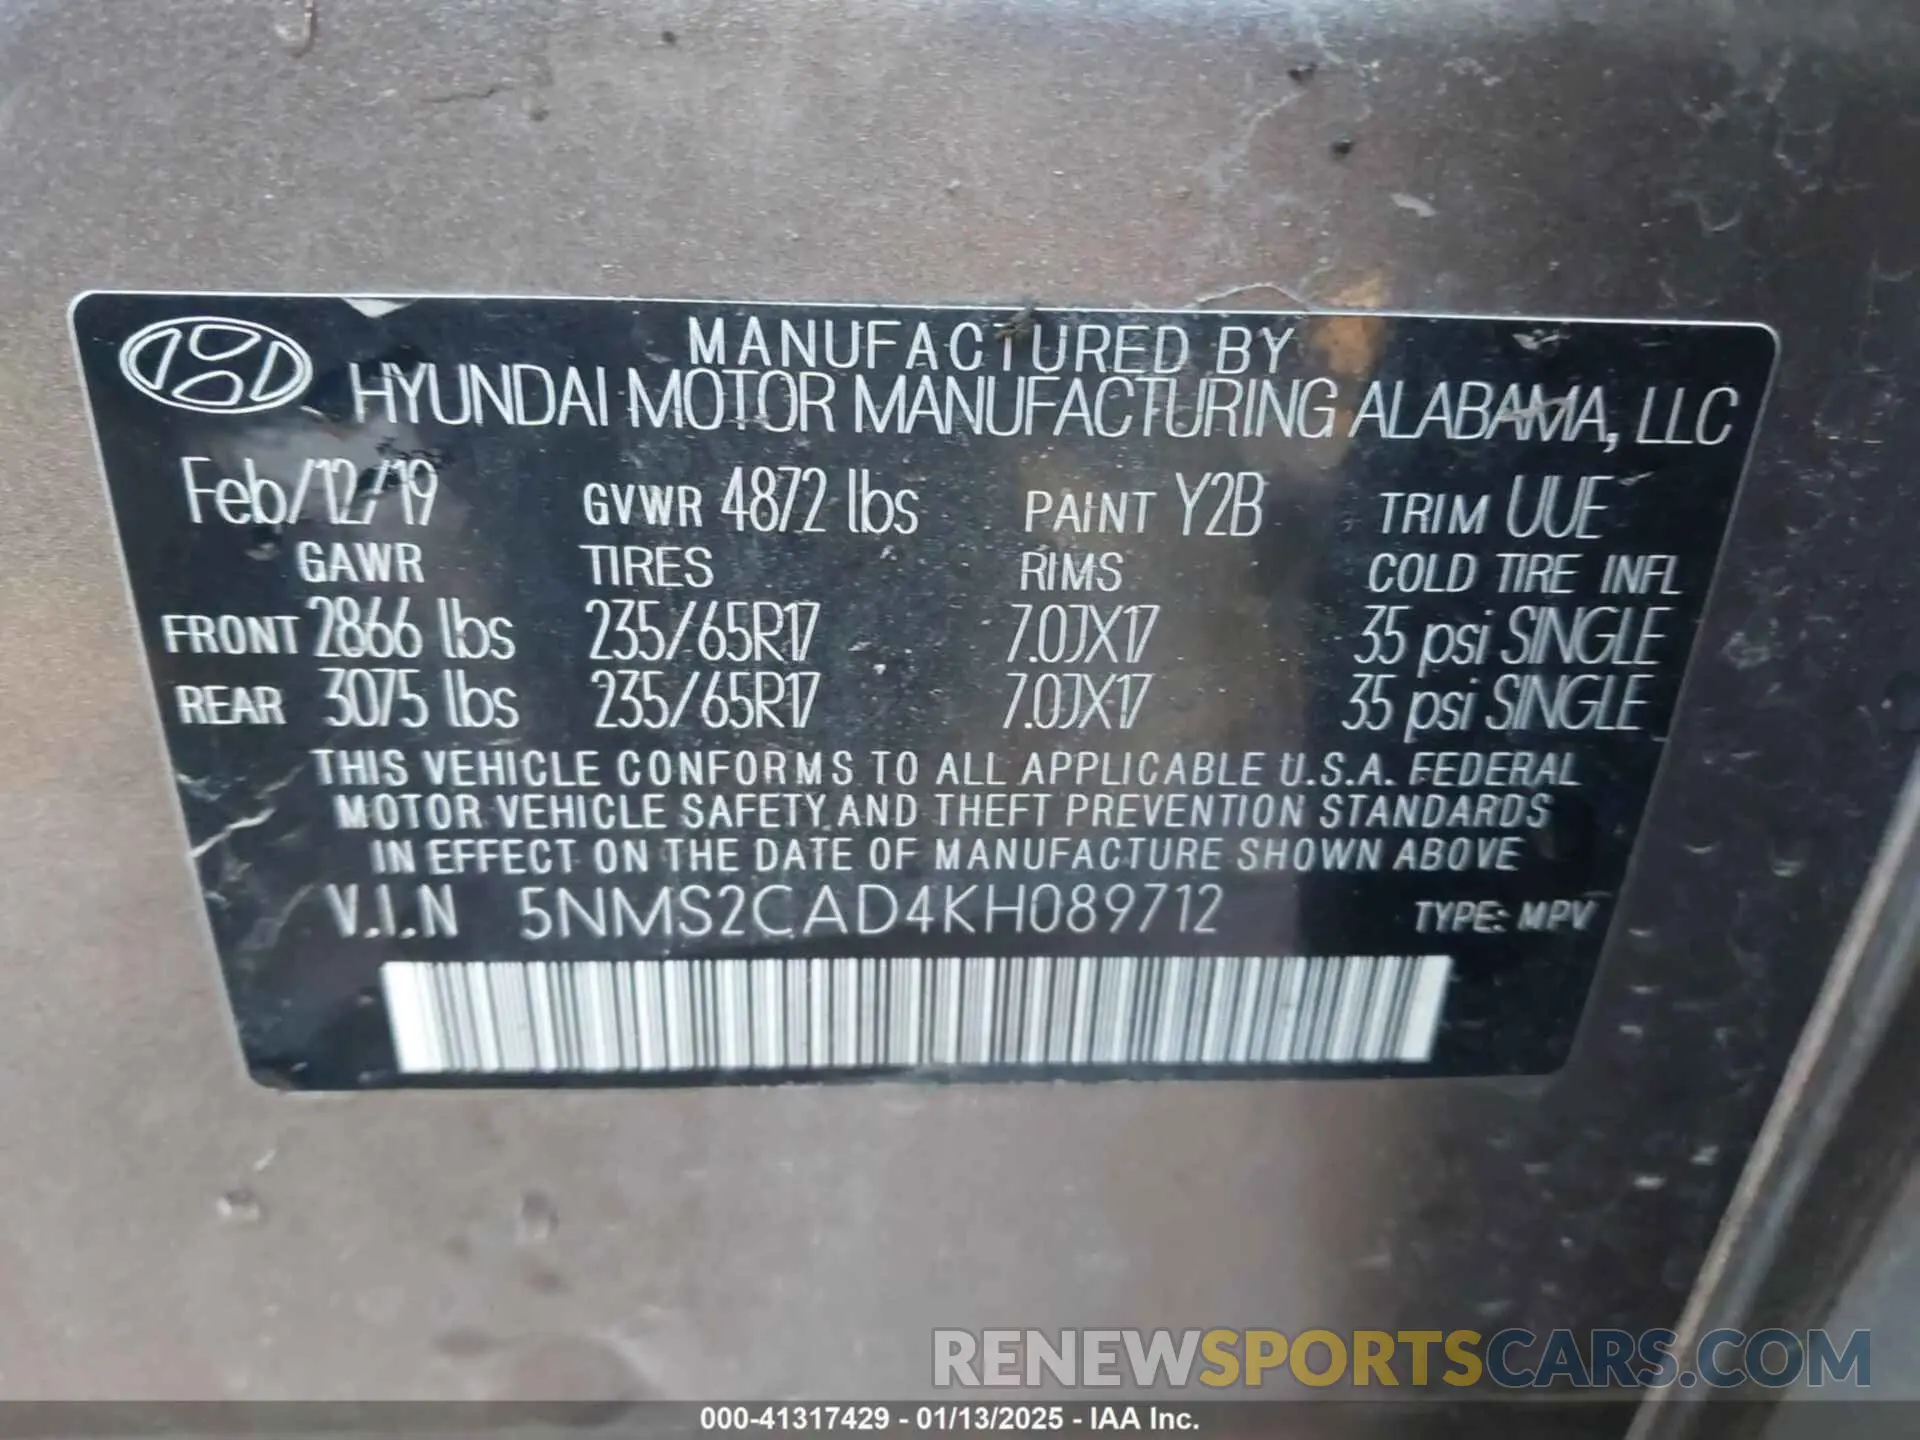 MANUFACTURED BY
HYUNDAI MOTOR MANUFACTURING ALABAMA, LLC
Feb/12/19 GVWR 4872 lbs PAINT Y2B TRIM UUE
GAWR TIRES RIMS COLD TIRE INFL
FRONT 2866 lbs 235/65R17 7.0JX17 35 psi SINGLE
REAR 3075 lbs 235/65R17 7.0JX17 35 psi SINGLE
THIS VEHICLE CONFORMS TO ALL APPLICABLE U.S.A. FEDERAL
MOTOR VEHICLE SAFETY AND THEFT PREVENTION STANDARDS
IN EFFECT ON THE DATE OF MANUFACTURE SHOWN ABOVE
V.I.N 5NMS2CAD4KH089712 TYPE: MPV
RENEWSPORTSCARS.COM
000-41317429 - 01/13/2025 - IAA Inc.